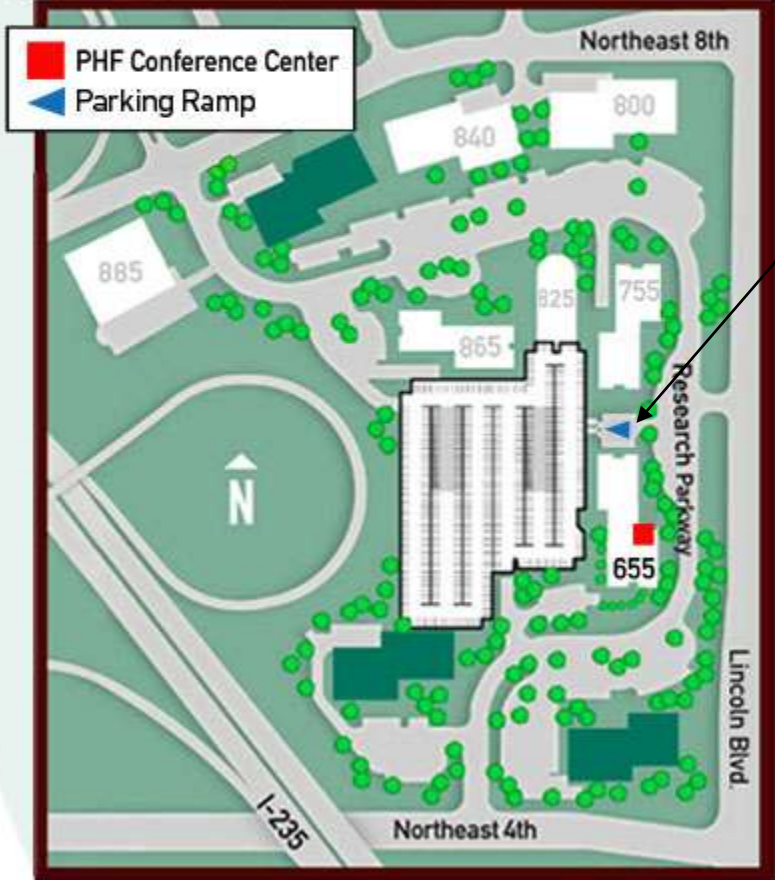 PHF Conference Center
Parking Ramp
Northeast 8th
800
840
885
825
755
865
Research Parkway
N
655
Lincoln Blvd.
I-235
Northeast 4th